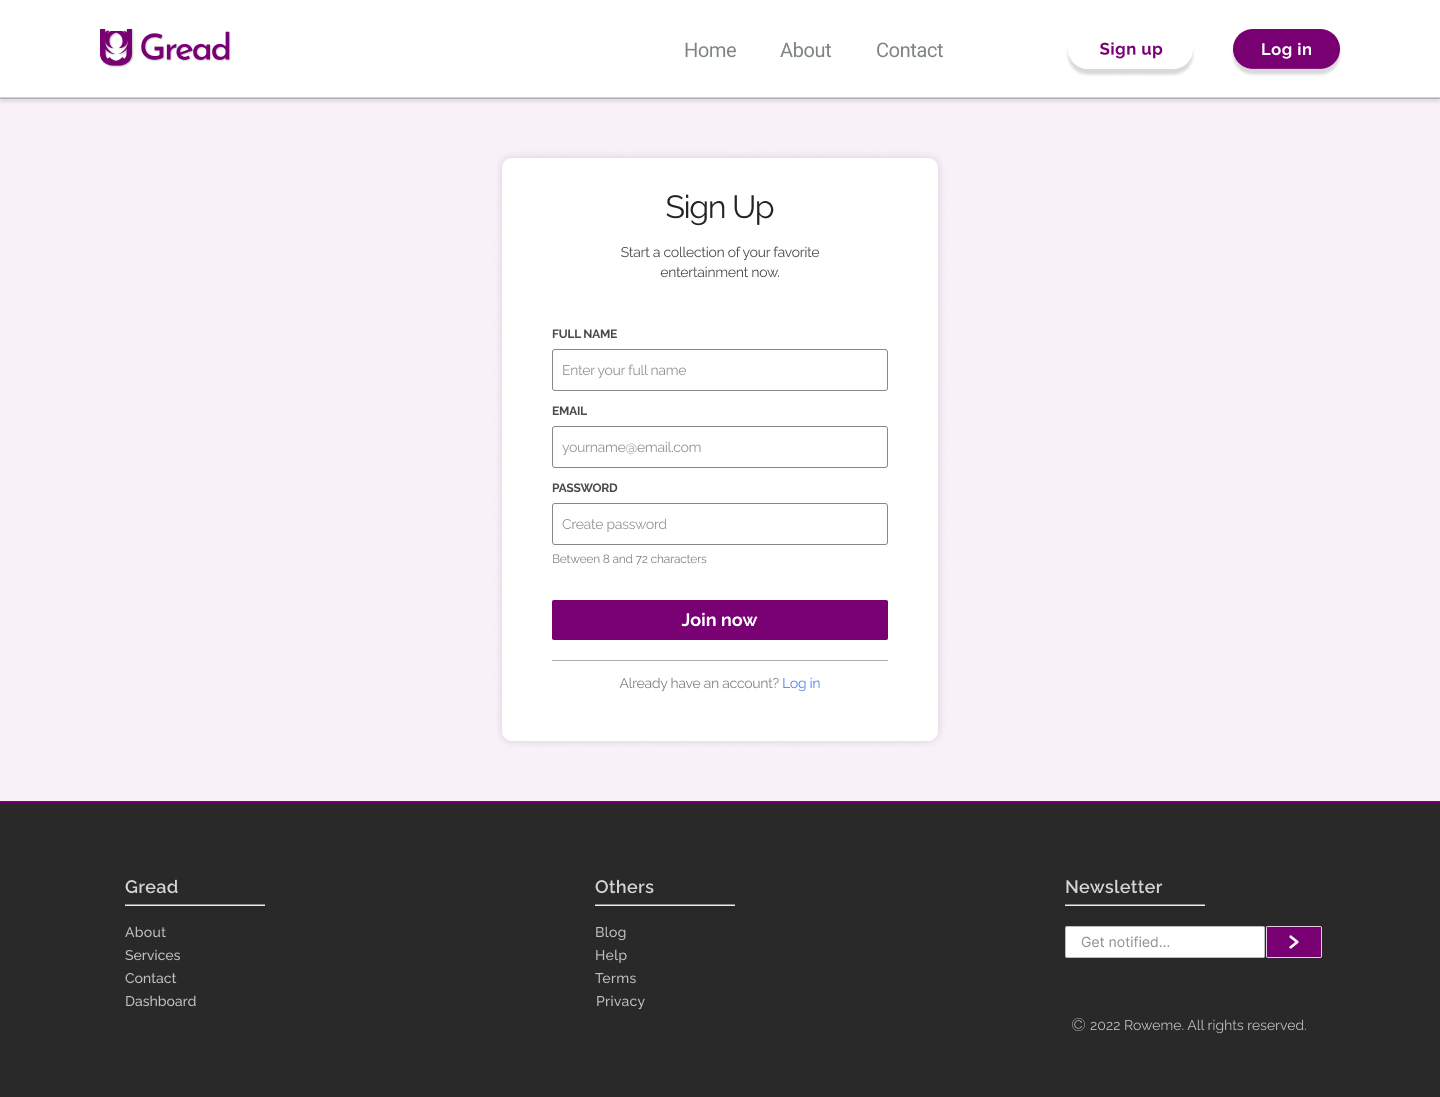 Gread
Home
About
Contact
Sign up
Log in
Sign Up
Start a collection of your favorite
entertainment now.
FULL NAME
Enter your full name
EMAIL
yourname@email.com
PASSWORD
Create password
Between 8 and 72 characters
Join now
Already have an account? Log in
Gread
About
Services
Contact
Dashboard
Others
Blog
Help
Terms
Privacy
Newsletter
Get notified...
© 2022 Roweme. All rights reserved.